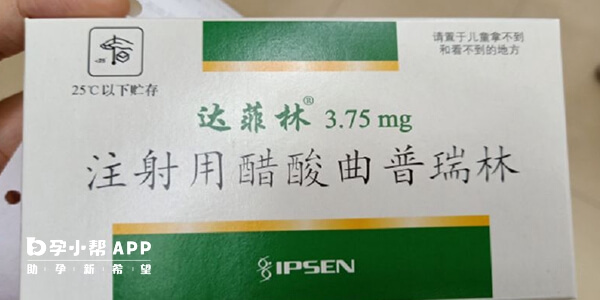 请置于儿童拿不到
和看不到的地方
25℃以下贮存
达菲林® 3.75 mg
注射用醋酸曲普瑞林
IPSEN
孕小帮APP
助孕新希望